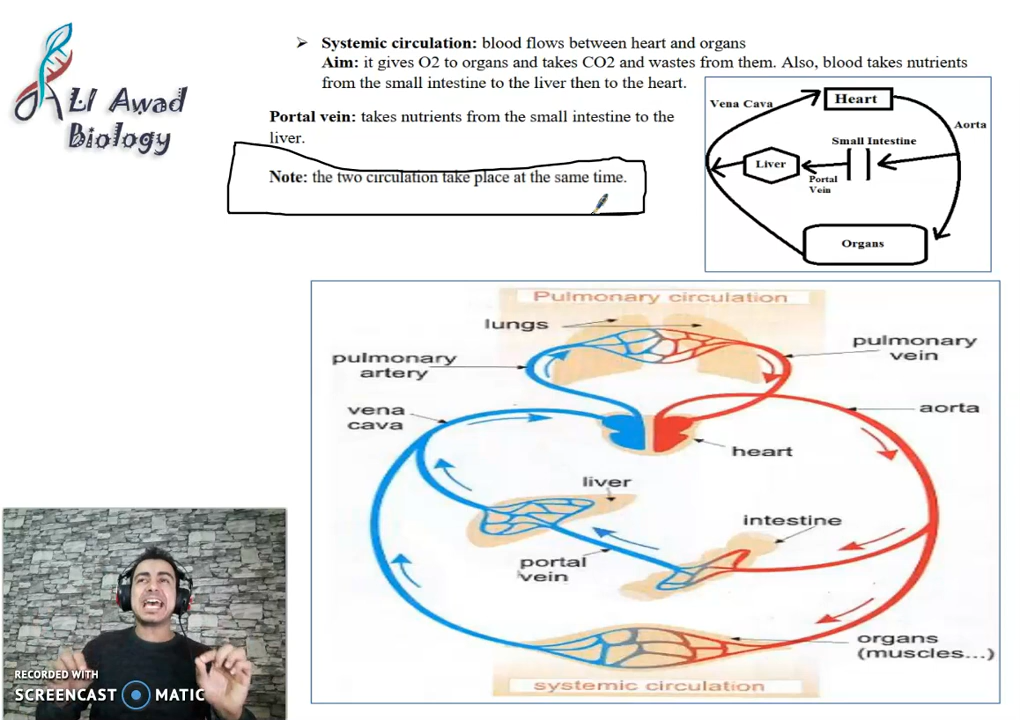 LI Awad
Biology
➢ Systemic circulation: blood flows between heart and organs
Aim: it gives O2 to organs and takes CO2 and wastes from them. Also, blood takes nutrients
from the small intestine to the liver then to the heart.
Portal vein: takes nutrients from the small intestine to the
liver.
Note: the two circulation take place at the same time.
Vena Cava
Heart
Aorta
Small Intestine
Liver
Portal
Vein
Organs
Pulmonary circulation
lungs
pulmonary
artery
pulmonary
vein
vena
cava
aorta
heart
liver
intestine
portal
vein
organs
(muscles...)
systemic circulation
RECORDED WITH
SCREENCAST MATIC